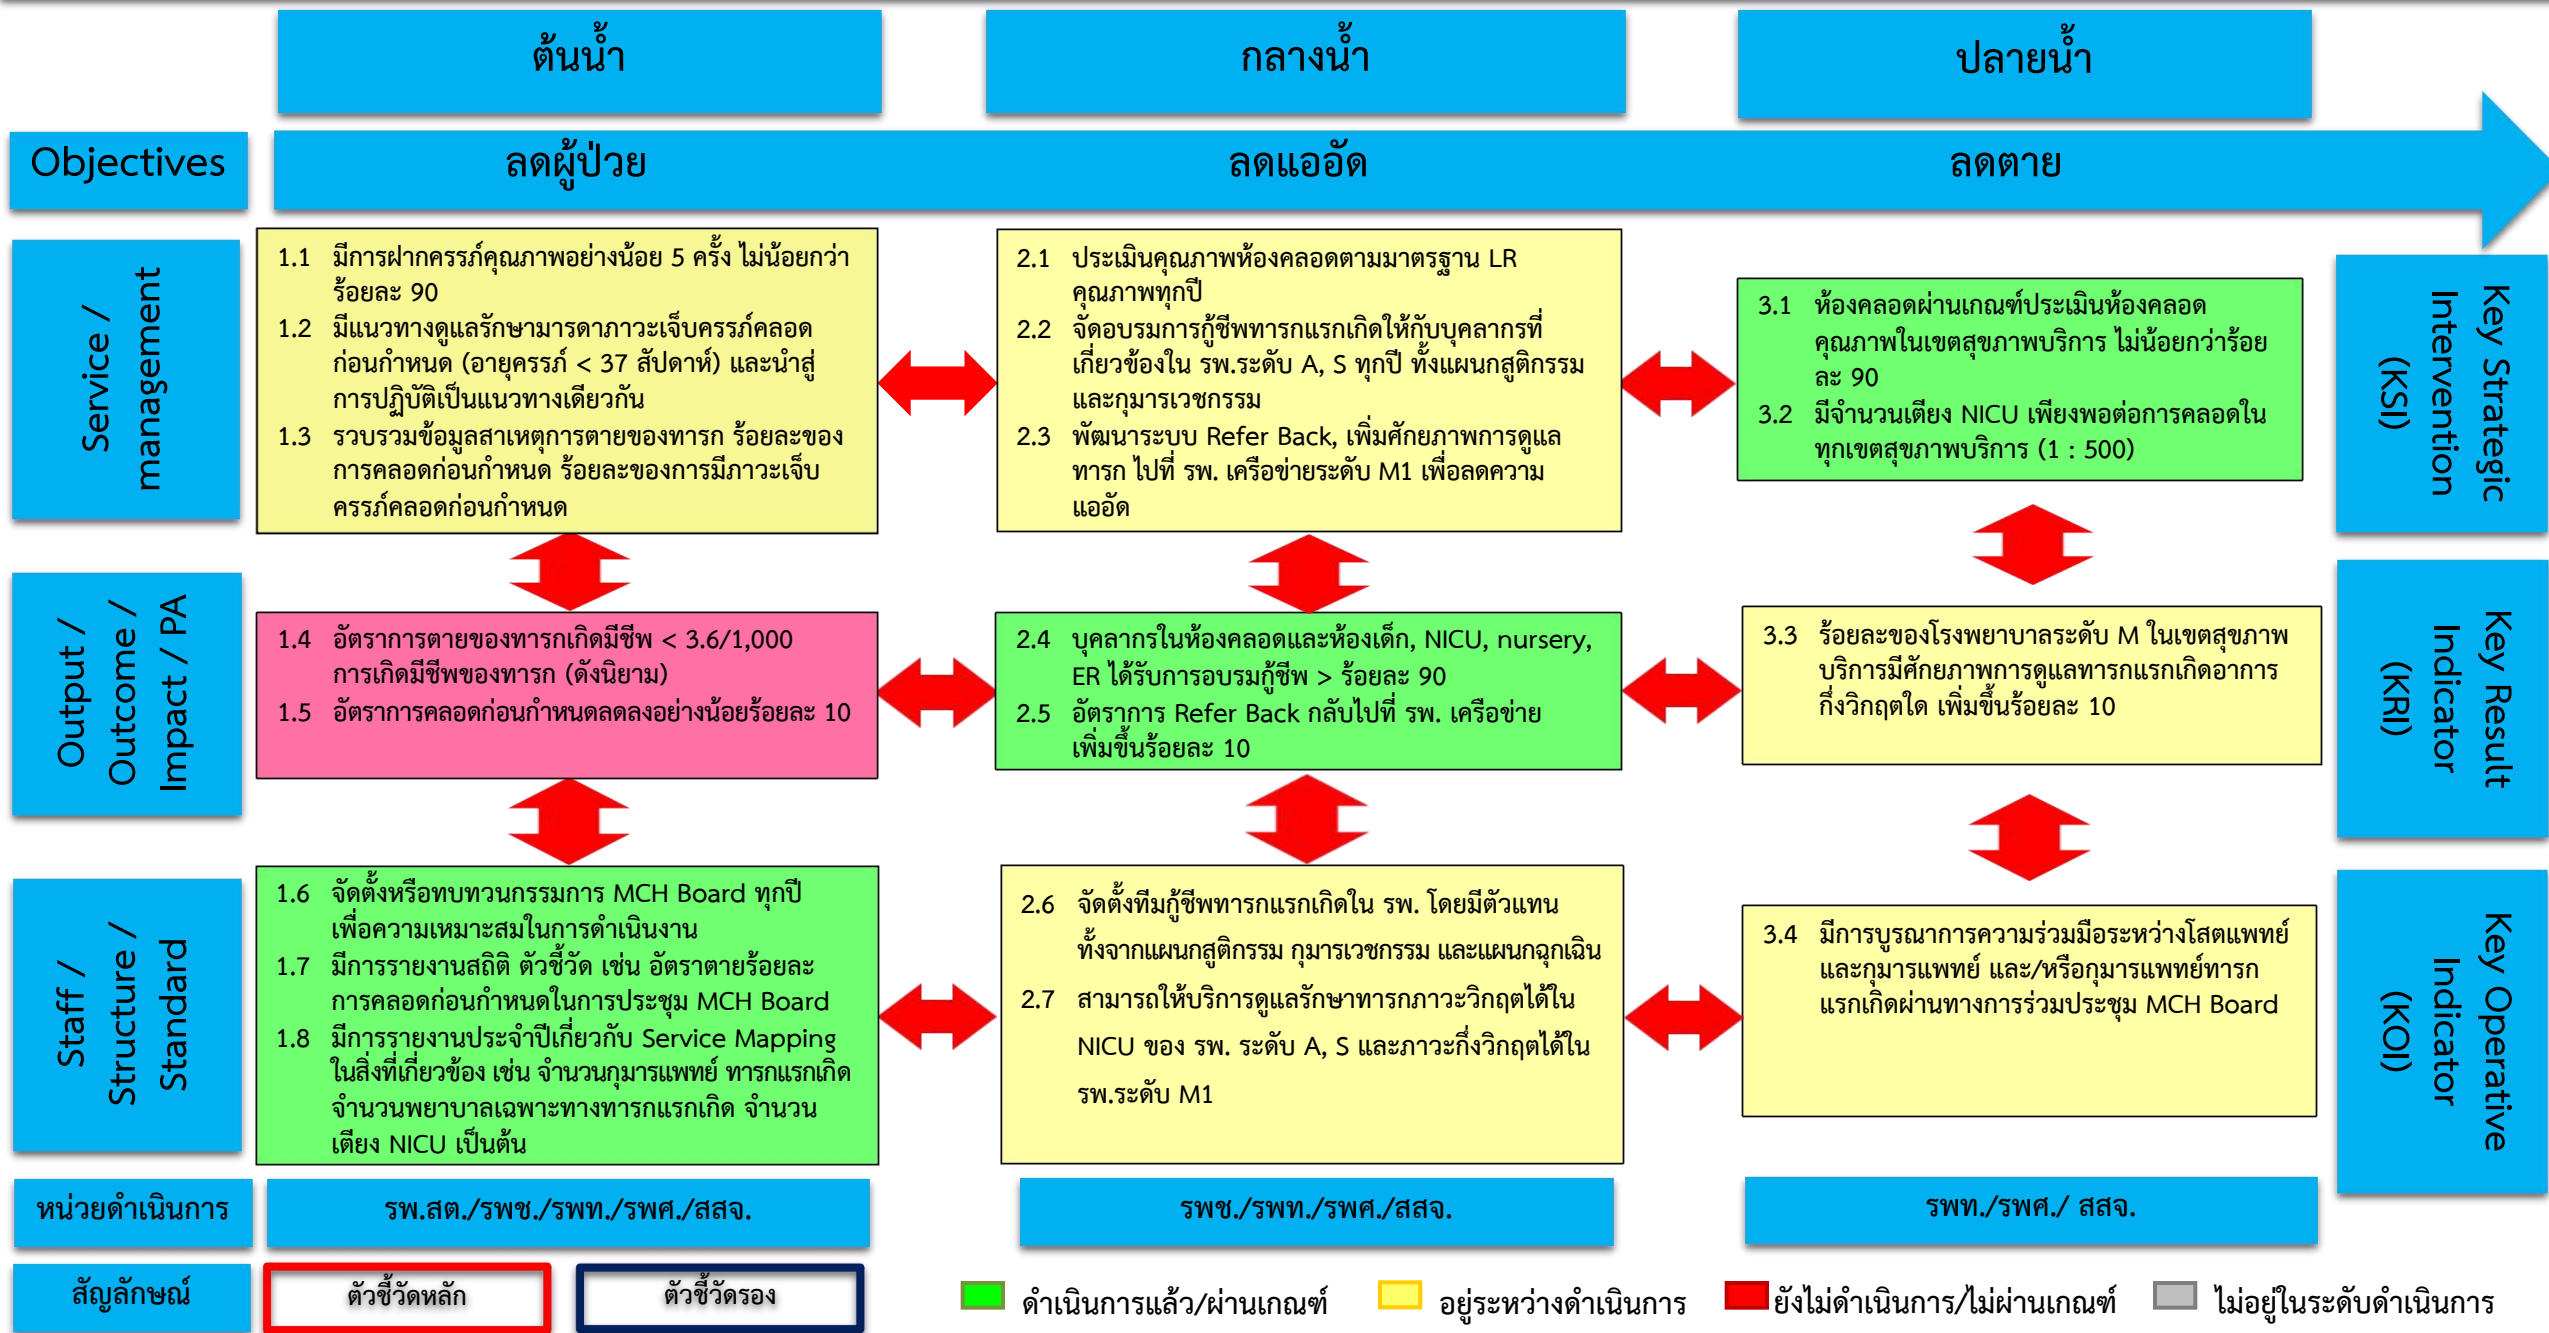 ต้นน้ำ
กลางน้ำ
ปลายน้ำ
Objectives
ลดผู้ป่วย
ลดแออัด
ลดตาย
Service /
management
1.1 มีการฝากครรภ์คุณภาพอย่างน้อย 5 ครั้ง ไม่น้อยกว่า
ร้อยละ 90
1.2 มีแนวทางดูแลรักษามารดาภาวะเจ็บครรภ์คลอด
ก่อนกำหนด (อายุครรภ์ < 37 สัปดาห์) และนำสู่
การปฏิบัติเป็นแนวทางเดียวกัน
1.3 รวบรวมข้อมูลสาเหตุการตายของทารก ร้อยละของ
การคลอดก่อนกำหนด ร้อยละของการมีภาวะเจ็บ
ครรภ์คลอดก่อนกำหนด
2.1 ประเมินคุณภาพห้องคลอดตามมาตรฐาน LR
คุณภาพทุกปี
2.2 จัดอบรมการกู้ชีพทารกแรกเกิดให้กับบุคลากรที่
เกี่ยวข้องใน รพ.ระดับ A, S ทุกปี ทั้งแผนกสูติกรรม
และกุมารเวชกรรม
2.3 พัฒนาระบบ Refer Back, เพิ่มศักยภาพการดูแล
ทารก ไปที่ รพ. เครือข่ายระดับ M1 เพื่อลดความ
แออัด
3.1 ห้องคลอดผ่านเกณฑ์ประเมินห้องคลอด
คุณภาพในเขตสุขภาพบริการ ไม่น้อยกว่าร้อย
ละ 90
3.2 มีจำนวนเตียง NICU เพียงพอต่อการคลอดใน
ทุกเขตสุขภาพบริการ (1 : 500)
Key Strategic
Intervention
(KSI)
Output /
Outcome /
Impact / PA
1.4 อัตราการตายของทารกเกิดมีชีพ < 3.6/1,000
การเกิดมีชีพของทารก (ดังนิยาม)
1.5 อัตราการคลอดก่อนกำหนดลดลงอย่างน้อยร้อยละ 10
2.4 บุคลากรในห้องคลอดและห้องเด็ก, NICU, nursery,
ER ได้รับการอบรมกู้ชีพ > ร้อยละ 90
2.5 อัตราการ Refer Back กลับไปที่ รพ. เครือข่าย
เพิ่มขึ้นร้อยละ 10
3.3 ร้อยละของโรงพยาบาลระดับ M ในเขตสุขภาพ
บริการมีศักยภาพการดูแลทารกแรกเกิดอาการ
กึ่งวิกฤตใด เพิ่มขึ้นร้อยละ 10
Key Result
Indicator
(KRI)
Staff /
Structure /
Standard
1.6 จัดตั้งหรือทบทวนกรรมการ MCH Board ทุกปี
เพื่อความเหมาะสมในการดำเนินงาน
1.7 มีการรายงานสถิติ ตัวชี้วัด เช่น อัตราตายร้อยละ
การคลอดก่อนกำหนดในการประชุม MCH Board
1.8 มีการรายงานประจำปีเกี่ยวกับ Service Mapping
ในสิ่งที่เกี่ยวข้อง เช่น จำนวนกุมารแพทย์ ทารกแรกเกิด
จำนวนพยาบาลเฉพาะทางทารกแรกเกิด จำนวน
เตียง NICU เป็นต้น
2.6 จัดตั้งทีมกู้ชีพทารกแรกเกิดใน รพ. โดยมีตัวแทน
ทั้งจากแผนกสูติกรรม กุมารเวชกรรม และแผนกฉุกเฉิน
2.7 สามารถให้บริการดูแลรักษาทารกภาวะวิกฤตได้ใน
NICU ของ รพ. ระดับ A, S และภาวะกึ่งวิกฤตได้ใน
รพ.ระดับ M1
3.4 มีการบูรณาการความร่วมมือระหว่างโสตแพทย์
และกุมารแพทย์ และ/หรือกุมารแพทย์ทารก
แรกเกิดผ่านทางการร่วมประชุม MCH Board
Key Operative
Indicator
(KOI)
หน่วยดำเนินการ
รพ.สต./รพช./รพท./รพศ./สสจ.
รพช./รพท./รพศ./สสจ.
รพท./รพศ./ สสจ.
สัญลักษณ์
ตัวชี้วัดหลัก
ตัวชี้วัดรอง
ดำเนินการแล้ว/ผ่านเกณฑ์
อยู่ระหว่างดำเนินการ
ยังไม่ดำเนินการ/ไม่ผ่านเกณฑ์
ไม่อยู่ในระดับดำเนินการ